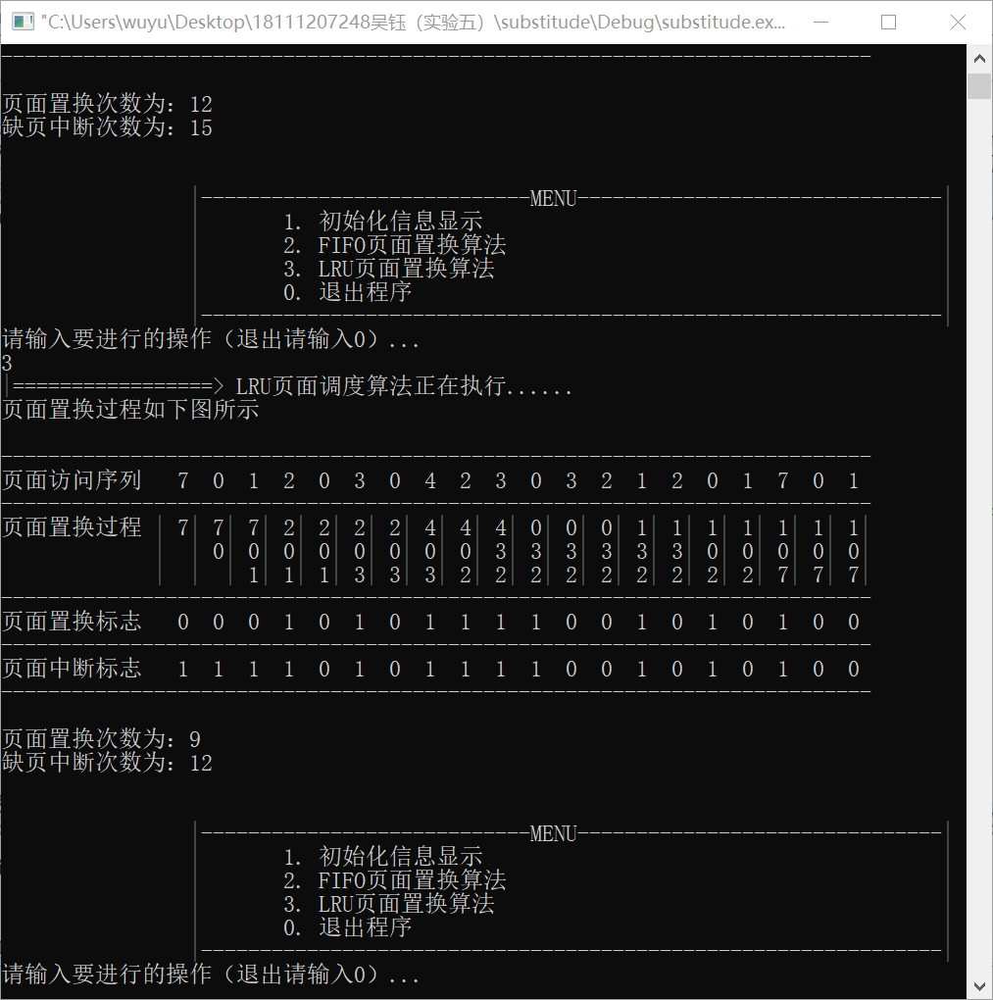 "C:\Users\wuyu\Desktop\18111207248吴钰（实验五）\substitude\Debug\substitude.ex...
页面置换次数为：12
缺页中断次数为：15
MENU
1. 初始化信息显示
2. FIFO页面置换算法
3. LRU页面置换算法
0. 退出程序
请输入要进行的操作（退出请输入0）...
3
|=================> LRU页面调度算法正在执行......
页面置换过程如下图所示
页面访问序列 7 0 1 2 0 3 0 4 2 3 0 3 2 1 2 0 1 7 0 1
页面置换过程 | 7| 7| 7| 2| 2| 2| 2| 4| 4| 4| 0| 0| 0| 1| 1| 1| 1| 1| 1| 1|
| | 0| 0| 0| 0| 0| 0| 0| 0| 3| 3| 3| 3| 3| 3| 0| 0| 0| 0| 0|
| | | 1| 1| 1| 3| 3| 3| 2| 2| 2| 2| 2| 2| 2| 2| 2| 7| 7| 7|
页面置换标志 0 0 0 1 0 1 0 1 1 1 1 0 0 1 0 1 0 1 0 0
页面中断标志 1 1 1 1 0 1 0 1 1 1 1 0 0 1 0 1 0 1 0 0
页面置换次数为：9
缺页中断次数为：12
MENU
1. 初始化信息显示
2. FIFO页面置换算法
3. LRU页面置换算法
0. 退出程序
请输入要进行的操作（退出请输入0）...